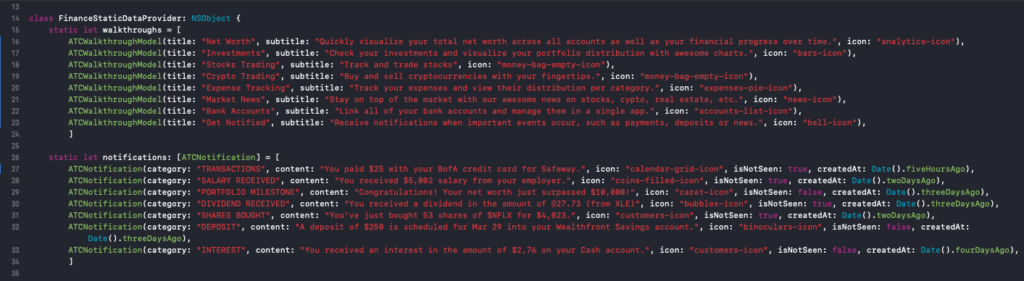 13
14 class FinanceStaticDataProvider: NSObject {
15 static let walkthroughs = [
16 ATCWalkthroughModel(title: "Net Worth", subtitle: "Quickly visualize your total net worth across all accounts as well as your financial progress over time.", icon: "analytics-icon"),
17 ATCWalkthroughModel(title: "Investments", subtitle: "Check your investments and visualize your portfolio distribution with awesome charts.", icon: "bars-icon"),
18 ATCWalkthroughModel(title: "Stocks Trading", subtitle: "Track and trade stocks", icon: "money-bag-empty-icon"),
19 ATCWalkthroughModel(title: "Crypto Trading", subtitle: "Buy and sell cryptocurrencies with your fingertips.", icon: "money-bag-empty-icon"),
20 ATCWalkthroughModel(title: "Expense Tracking", subtitle: "Track your expenses and view their distribution per category.", icon: "expenses-pie-icon"),
21 ATCWalkthroughModel(title: "Market News", subtitle: "Stay on top of the market with our awesome news on stocks, cypto, real estate, etc.", icon: "news-icon"),
22 ATCWalkthroughModel(title: "Bank Accounts", subtitle: "Link all of your bank accounts and manage them in a single app.", icon: "accounts-list-icon"),
23 ATCWalkthroughModel(title: "Get Notified", subtitle: "Receive notifications when important events occur, such as payments, deposits or news.", icon: "bell-icon"),
24 ]
25
26 static let notifications: [ATCNotification] = [
27 ATCNotification(category: "TRANSACTIONS", content: "You paid $25 with your BofA credit card for Safeway.", icon: "calendar-grid-icon", isNotSeen: true, createdAt: Date().fiveHoursAgo),
28 ATCNotification(category: "SALARY RECEIVED", content: "You received $5,002 salary from your employer.", icon: "coins-filled-icon", isNotSeen: true, createdAt: Date().twoDaysAgo),
29 ATCNotification(category: "PORTFOLIO MILESTONE", content: "Congratulations! Your net worth just surpassed $10,000!", icon: "caret-icon", isNotSeen: false, createdAt: Date().threeDaysAgo),
30 ATCNotification(category: "DIVIDEND RECEIVED", content: "You received a dividend in the amount of @27.73 (from XLE)", icon: "bubbles-icon", isNotSeen: true, createdAt: Date().threeDaysAgo),
31 ATCNotification(category: "SHARES BOUGHT", content: "You've just bought 53 shares of $NFLX for $4,023.", icon: "customers-icon", isNotSeen: true, createdAt: Date().twoDaysAgo),
32 ATCNotification(category: "DEPOSIT", content: "A deposit of $250 is scheduled for Mar 29 into your Wealthfront Savings account.", icon: "binoculars-icon", isNotSeen: false, createdAt:
Date().threeDaysAgo),
33 ATCNotification(category: "INTEREST", content: "You received an interest in the amount of $2,76 on your Cash account.", icon: "customers-icon", isNotSeen: false, createdAt: Date().fourDaysAgo),
34 ]
35